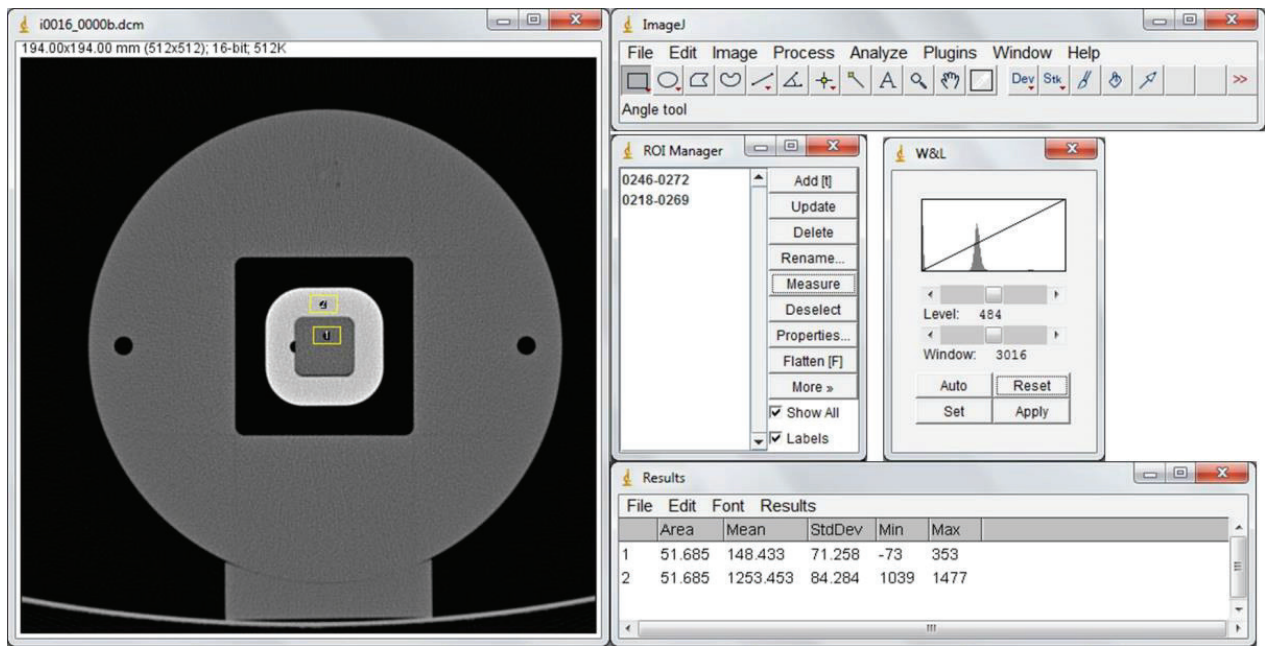 i0016_0000b.dcm
194.00x194.00 mm (512x512); 16-bit; 512K
2
1
ImageJ
File Edit Image Process Analyze Plugins Window Help
A Dev Stk >>
Angle tool
ROI Manager
0246-0272
0218-0269
Add [t]
Update
Delete
Rename...
Measure
Deselect
Properties...
Flatten [F]
More »
Show All
Labels
W&L
Level: 484
Window: 3016
Auto Reset
Set Apply
Results
File Edit Font Results
Area Mean StdDev Min Max
1 51.685 148.433 71.258 -73 353
2 51.685 1253.453 84.284 1039 1477